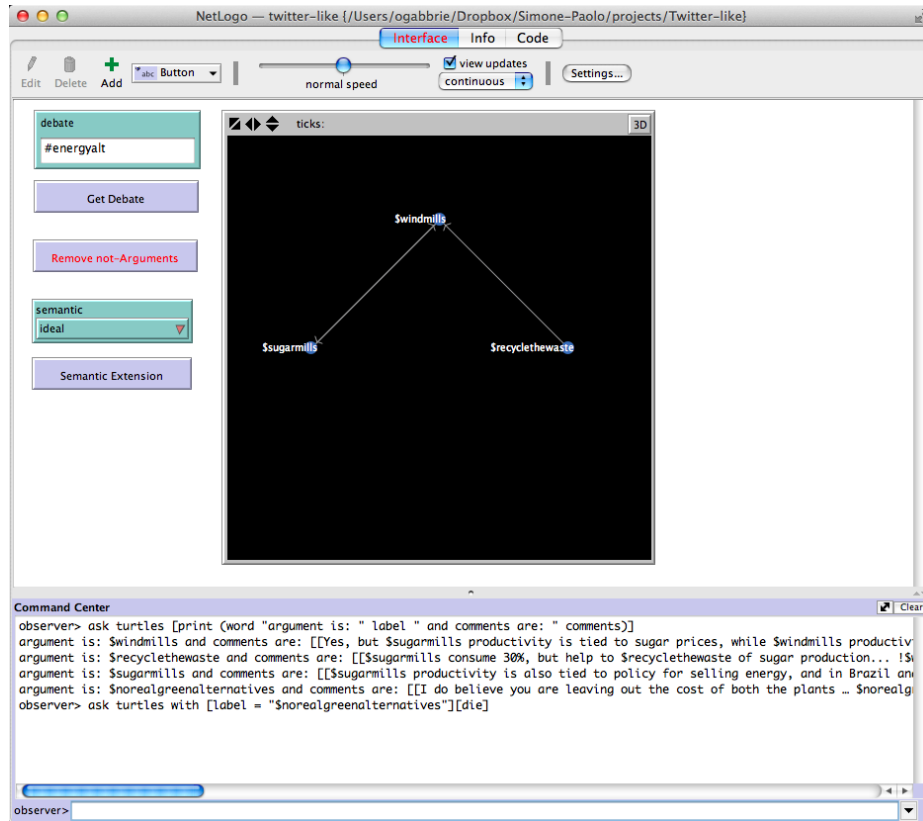 NetLogo — twitter-like {/Users/ogabbrie/Dropbox/Simone-Paolo/projects/Twitter-like}
Interface Info Code
Edit Delete Add abc Button normal speed view updates continuous Settings...
debate
#energyalt
Get Debate
Remove not-Arguments
semantic
ideal
Semantic Extension
ticks: 3D
$windmills
$sugarmills $recyclethewaste
Command Center Clear
observer> ask turtles [print (word "argument is: " label " and comments are: " comments)]
argument is: $windmills and comments are: [[Yes, but $sugarmills productivity is tied to sugar prices, while $windmills productiv
argument is: $recyclethewaste and comments are: [[$sugarmills consume 30%, but help to $recyclethewaste of sugar production... !$
argument is: $sugarmills and comments are: [[$sugarmills productivity is also tied to policy for selling energy, and in Brazil an
argument is: $norealgreenalternatives and comments are: [[I do believe you are leaving out the cost of both the plants … $norealg
observer> ask turtles with [label = "$norealgreenalternatives"][die]
observer>